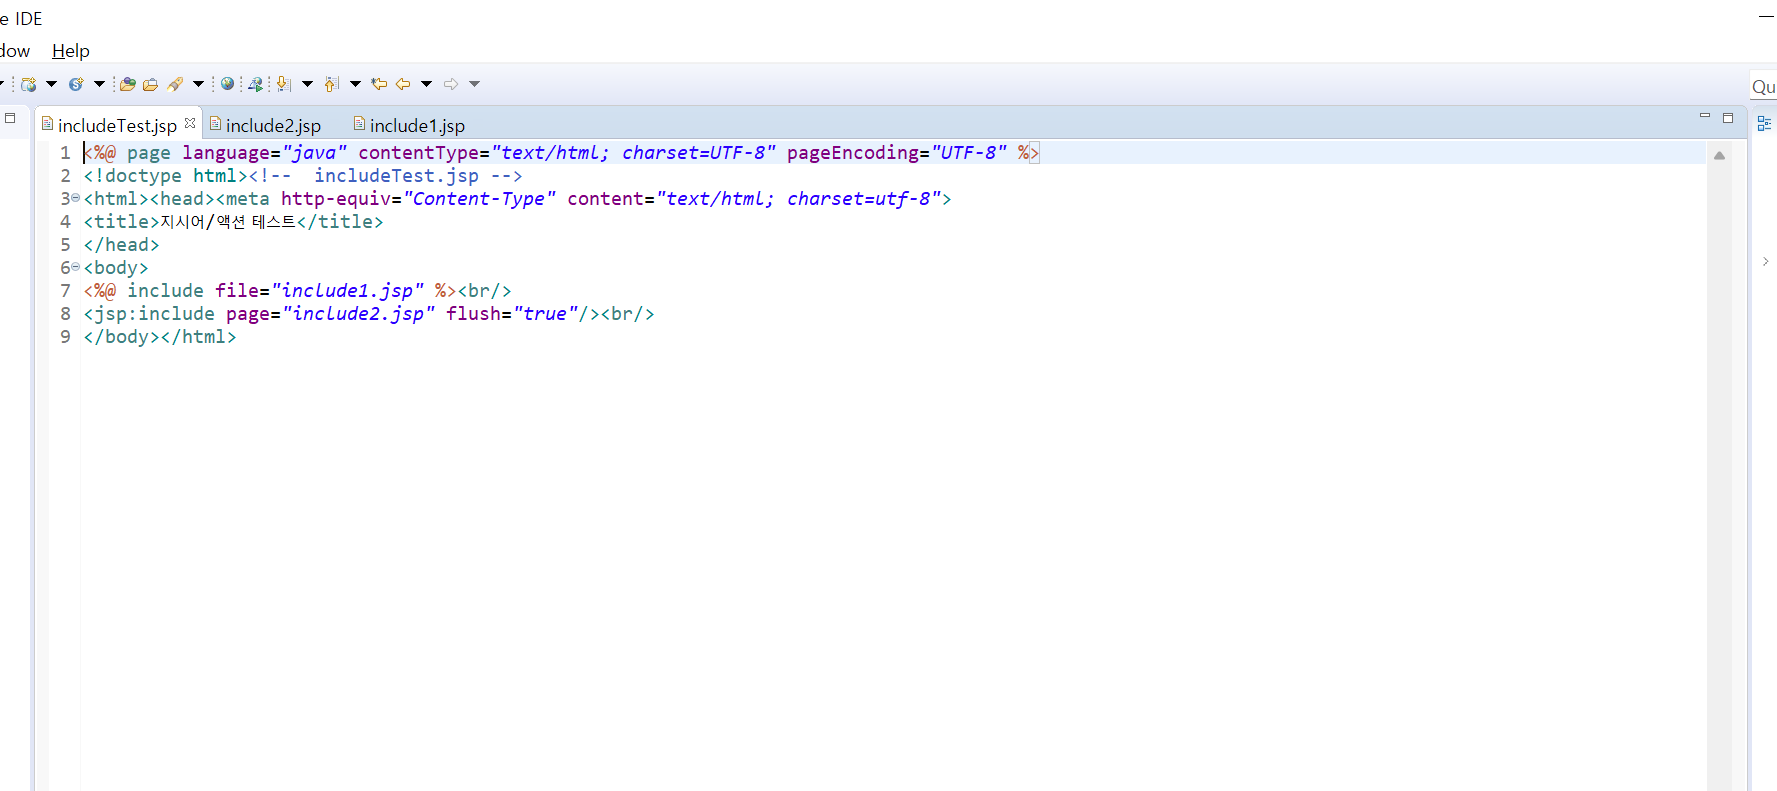 e IDE
dow Help
Qu
includeTest.jsp include2.jsp include1.jsp
1 <%@ page language="java" contentType="text/html; charset=UTF-8" pageEncoding="UTF-8" %>
2 <!doctype html><!--  includeTest.jsp -->
3 <html><head><meta http-equiv="Content-Type" content="text/html; charset=utf-8">
4 <title>지시어/액션 테스트</title>
5 </head>
6 <body>
7 <%@ include file="include1.jsp" %><br/>
8 <jsp:include page="include2.jsp" flush="true"/><br/>
9 </body></html>